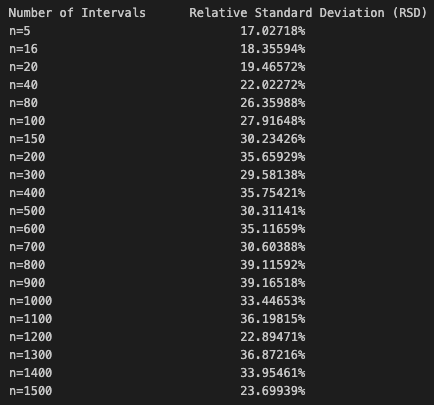 Number of Intervals Relative Standard Deviation (RSD)
n=5 17.02718%
n=16 18.35594%
n=20 19.46572%
n=40 22.02272%
n=80 26.35988%
n=100 27.91648%
n=150 30.23426%
n=200 35.65929%
n=300 29.58138%
n=400 35.75421%
n=500 30.31141%
n=600 35.11659%
n=700 30.60388%
n=800 39.11592%
n=900 39.16518%
n=1000 33.44653%
n=1100 36.19815%
n=1200 22.89471%
n=1300 36.87216%
n=1400 33.95461%
n=1500 23.69939%